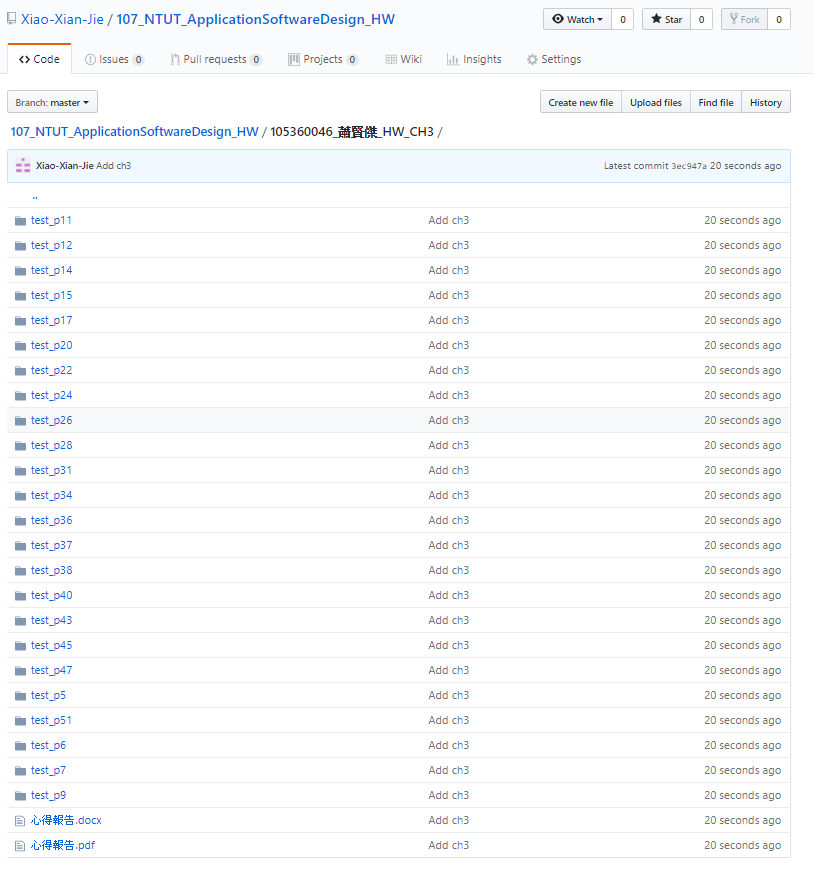 Xiao-Xian-Jie / 107_NTUT_ApplicationSoftwareDesign_HW Watch 0 Star 0 Fork 0
Code Issues 0 Pull requests 0 Projects 0 Wiki Insights Settings
Branch: master Create new file Upload files Find file History
107_NTUT_ApplicationSoftwareDesign_HW / 105360046_蕭賢傑_HW_CH3 /
Xiao-Xian-Jie Add ch3 Latest commit 3ec947a 20 seconds ago
..
test_p11 Add ch3 20 seconds ago
test_p12 Add ch3 20 seconds ago
test_p14 Add ch3 20 seconds ago
test_p15 Add ch3 20 seconds ago
test_p17 Add ch3 20 seconds ago
test_p20 Add ch3 20 seconds ago
test_p22 Add ch3 20 seconds ago
test_p24 Add ch3 20 seconds ago
test_p26 Add ch3 20 seconds ago
test_p28 Add ch3 20 seconds ago
test_p31 Add ch3 20 seconds ago
test_p34 Add ch3 20 seconds ago
test_p36 Add ch3 20 seconds ago
test_p37 Add ch3 20 seconds ago
test_p38 Add ch3 20 seconds ago
test_p40 Add ch3 20 seconds ago
test_p43 Add ch3 20 seconds ago
test_p45 Add ch3 20 seconds ago
test_p47 Add ch3 20 seconds ago
test_p5 Add ch3 20 seconds ago
test_p51 Add ch3 20 seconds ago
test_p6 Add ch3 20 seconds ago
test_p7 Add ch3 20 seconds ago
test_p9 Add ch3 20 seconds ago
心得報告.docx Add ch3 20 seconds ago
心得報告.pdf Add ch3 20 seconds ago